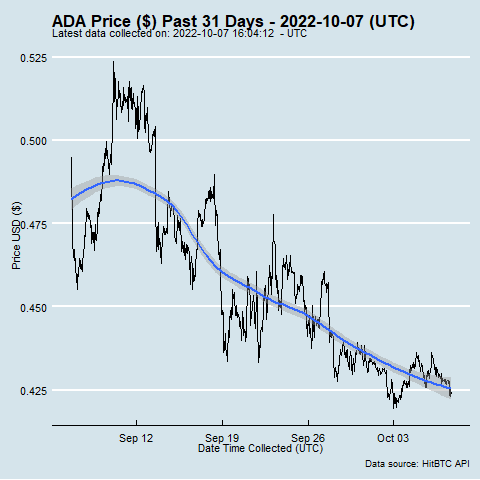 ADA Price ($) Past 31 Days - 2022-10-07 (UTC)
Latest data collected on: 2022-10-07 16:04:12 - UTC
0.525
0.500
0.475
0.450
0.425
Price USD ($)
Sep 12 Sep 19 Sep 26 Oct 03
Date Time Collected (UTC)
Data source: HitBTC API